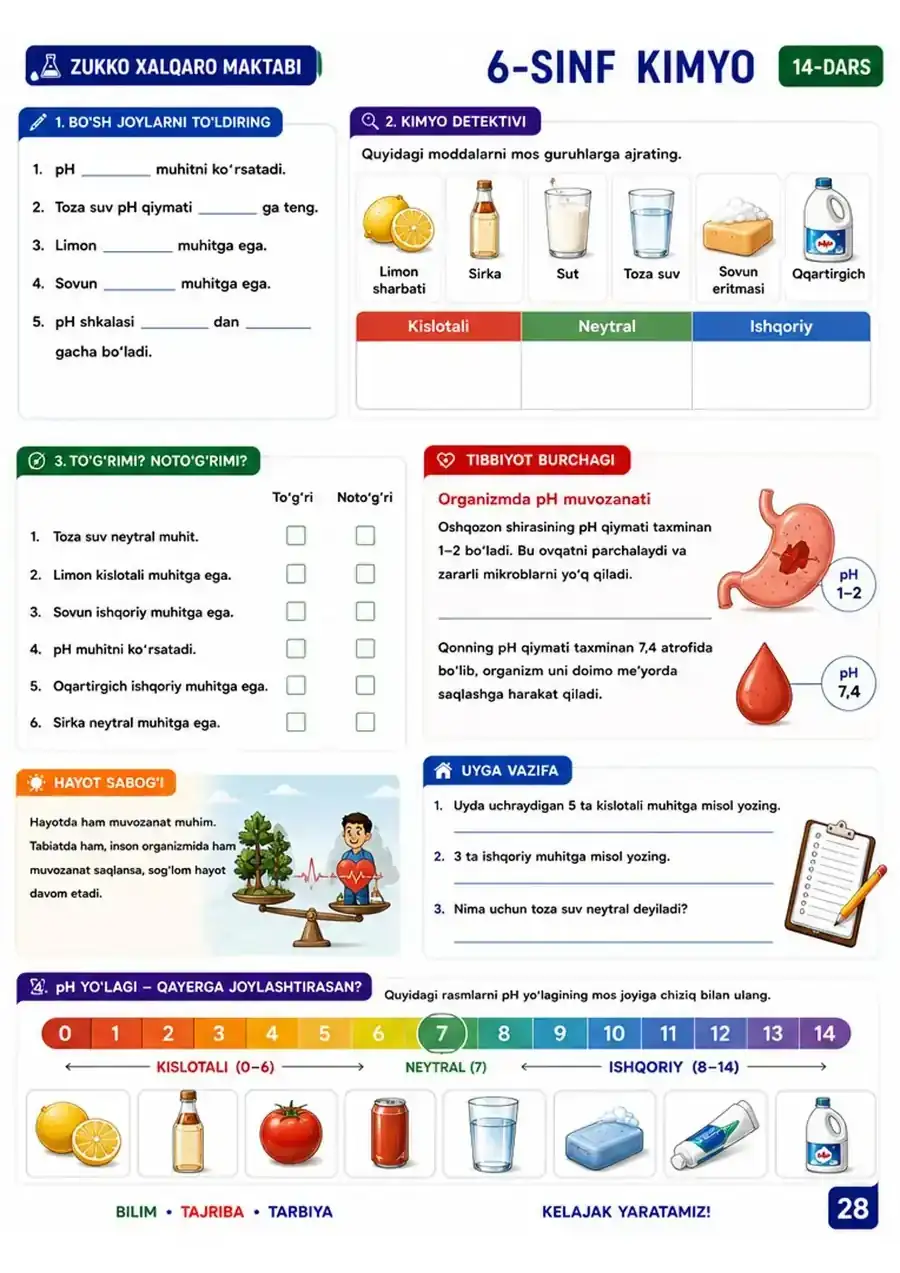 ZUKKO XALQARO MAKTABI
6-SINF KIMYO
14-DARS
1. BO'SH JOYLARNI TO'LDIRING
1. pH __________ muhitni ko‘rsatadi.
2. Toza suv pH qiymati ________ ga teng.
3. Limon __________ muhitga ega.
4. Sovun __________ muhitga ega.
5. pH shkalasi __________ dan __________
gacha bo‘ladi.
2. KIMYO DETEKTIVI
Quyidagi moddalarni mos guruhlarga ajrating.
Limon
sharbati
Sirka
Sut
Toza suv
Sovun
eritmasi
Qqartirgich
Kislotali
Neytral
Ishqoriy
3. TO'G'RIMI? NOTO'G'RIMI?
To‘g‘ri
Noto‘g‘ri
1. Toza suv neytral muhit.
2. Limon kislotali muhitga ega.
3. Sovun ishqoriy muhitga ega.
4. pH muhitni ko‘rsatadi.
5. Oqartirgich ishqoriy muhitga ega.
6. Sirka neytral muhitga ega.
TIBBIYOT BURCHAGI
Organizmda pH muvozanati
Oshqozon shirasining pH qiymati taxminan
1–2 bo‘ladi. Bu ovqatni parchalaydi va
zararli mikroblarni yo‘q qiladi.
pH
1–2
Qonning pH qiymati taxminan 7,4 atrofida
bo‘lib, organizm uni doimo me‘yorda
saqlashga harakat qiladi.
pH
7,4
HAYOT SABOG'I
Hayotda ham muvozanat muhim.
Tabiatda ham, inson organizmida ham
muvozanat saqlansa, sog‘lom hayot
davom etadi.
UYGA VAZIFA
1. Uyda uchraydigan 5 ta kislotali muhitga misol yozing.
2. 3 ta ishqoriy muhitga misol yozing.
3. Nima uchun toza suv neytral deyiladi?
4. pH YO'LAGI – QAYERGA JOYLASHTIRASAN?
Quyidagi rasmlarni pH yo‘lagining mos joyiga chiziq bilan ulang.
0 1 2 3 4 5 6 7 8 9 10 11 12 13 14
KISLOTALI (0–6)
NEYTRAL (7)
ISHQORIY (8–14)
BILIM • TAJRIBA • TARBIYA
KELAJAK YARATAMIZ!
28